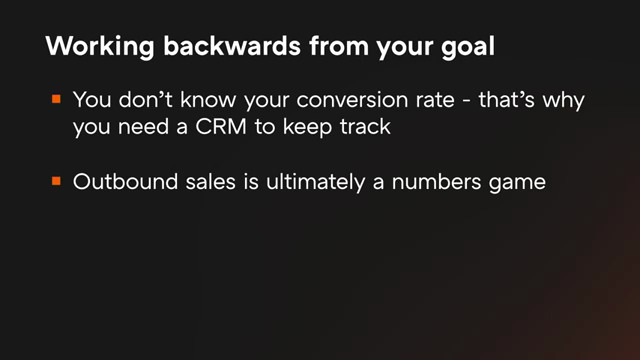 Working backwards from your goal
You don’t know your conversion rate - that’s why
you need a CRM to keep track
Outbound sales is ultimately a numbers game